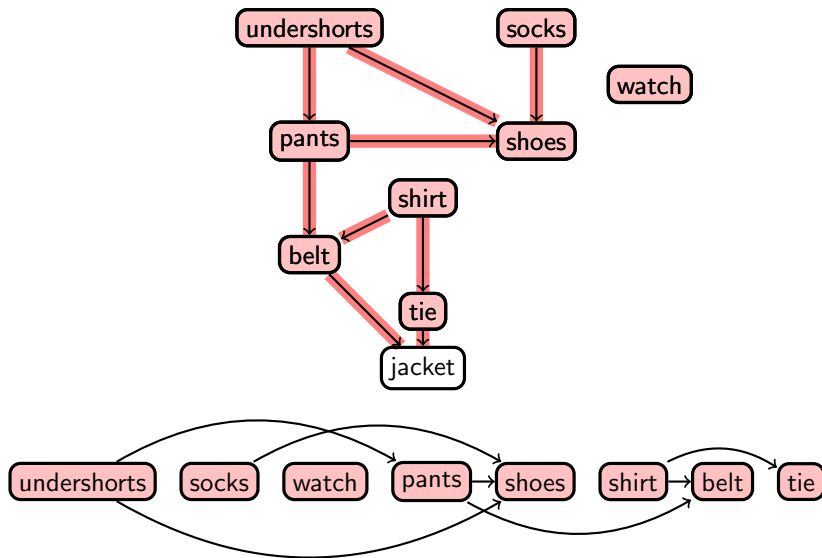 undershorts socks
watch
pants shoes
shirt
belt
tie
jacket
undershorts socks watch pants shoes shirt belt tie